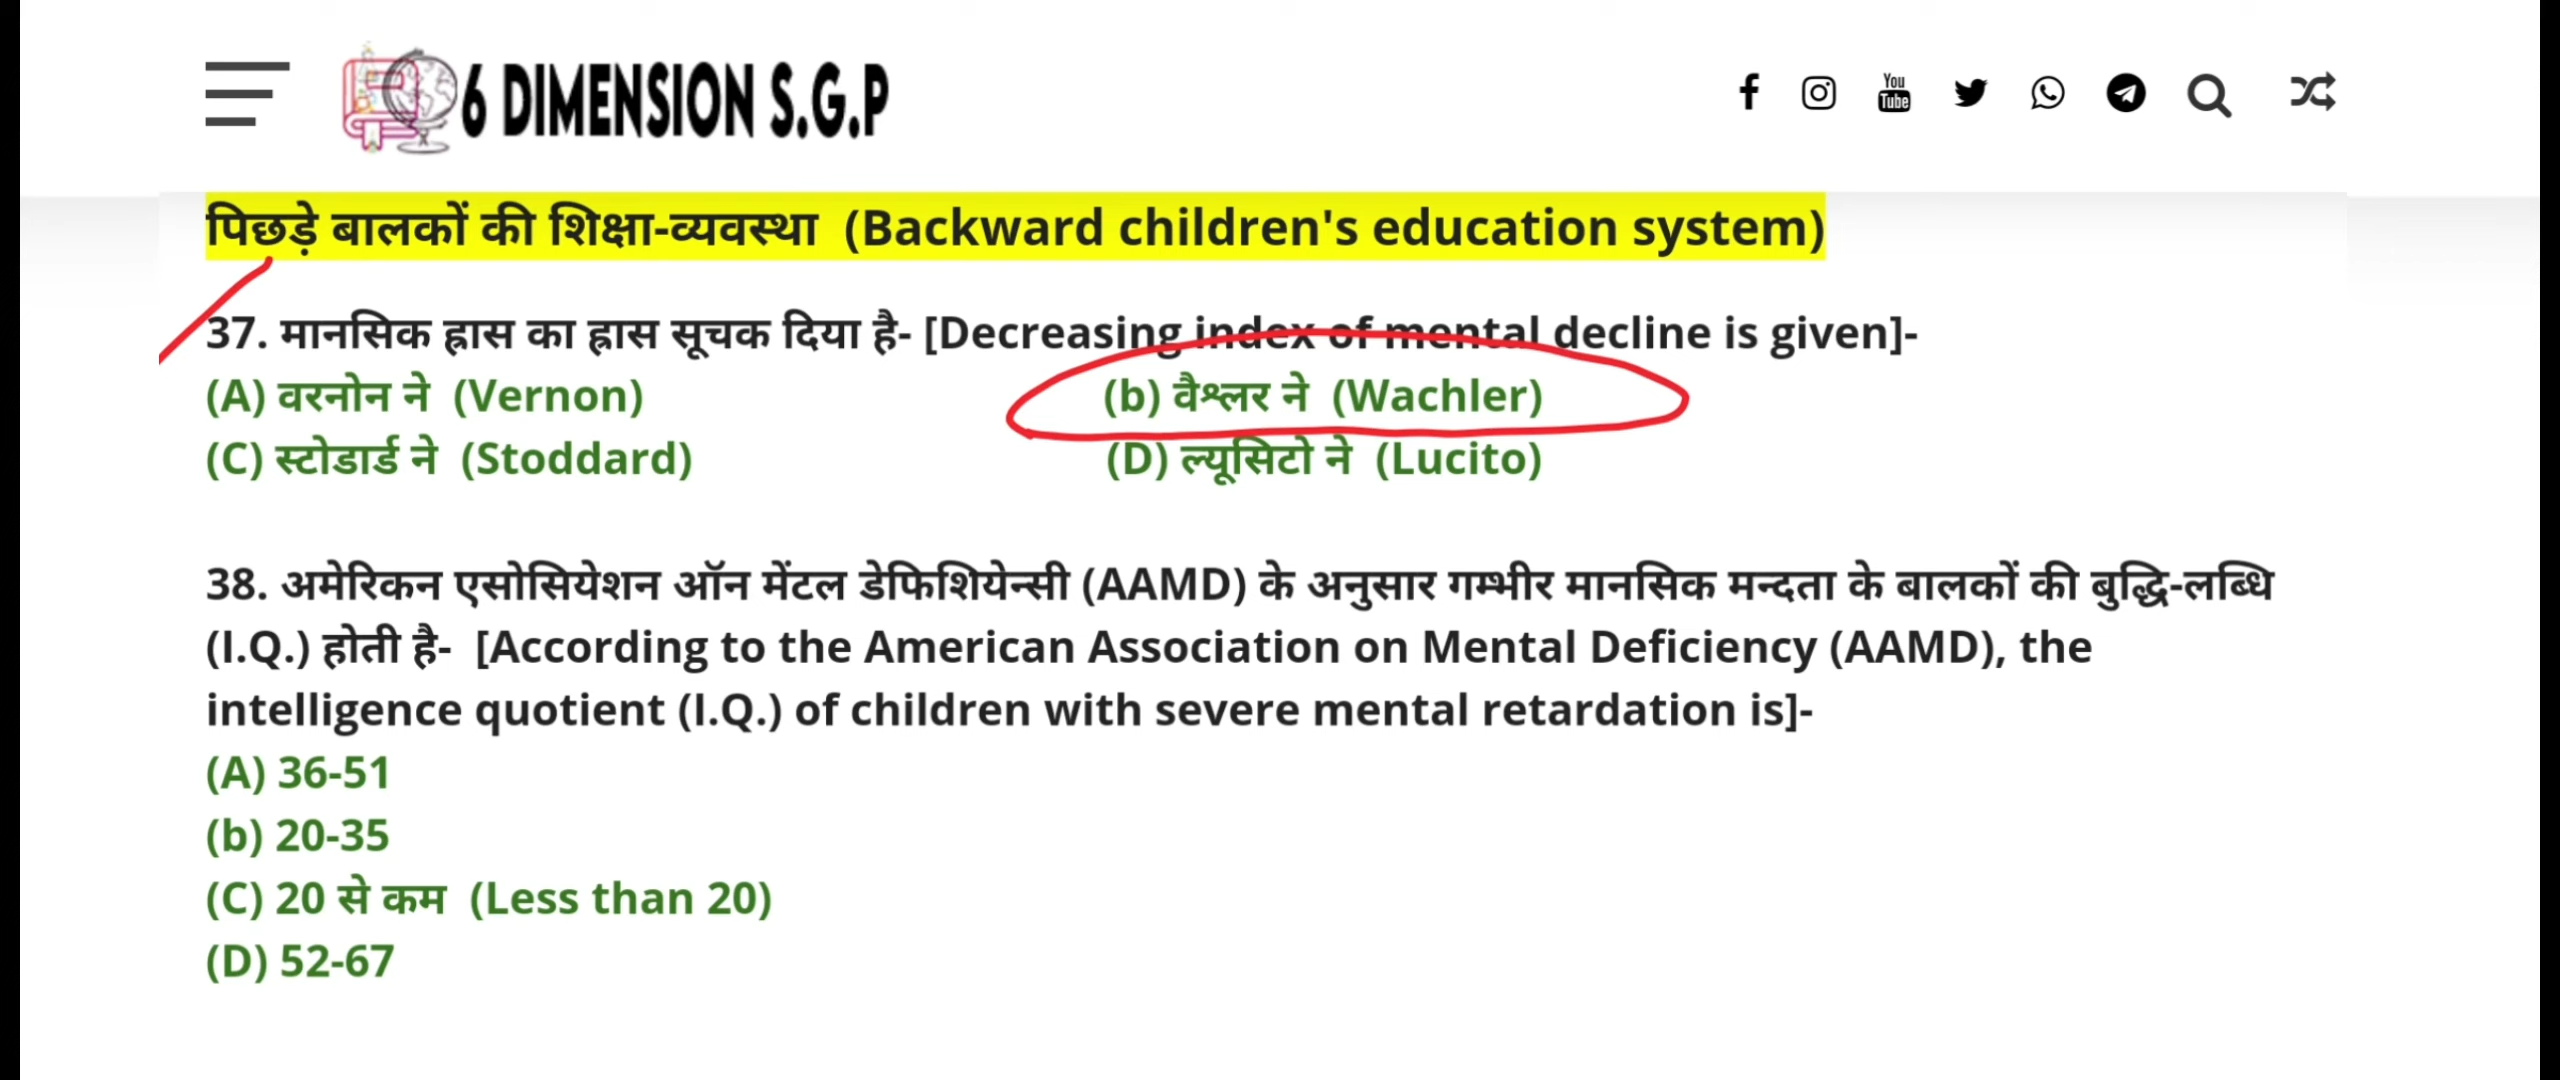 6 DIMENSION S.G.P
You
Tube
पिछड़े बालकों की शिक्षा-व्यवस्था (Backward children's education system)
37. मानसिक ह्रास का ह्रास सूचक दिया है- [Decreasing index of mental decline is given]-
(A) वरनोन ने (Vernon) (b) वैश्लर ने (Wachler)
(C) स्टोडार्ड ने (Stoddard) (D) ल्यूसिटो ने (Lucito)
38. अमेरिकन एसोसियेशन ऑन मेंटल डेफिशियेन्सी (AAMD) के अनुसार गम्भीर मानसिक मन्दता के बालकों की बुद्धि-लब्धि
(I.Q.) होती है- [According to the American Association on Mental Deficiency (AAMD), the
intelligence quotient (I.Q.) of children with severe mental retardation is]-
(A) 36-51
(b) 20-35
(C) 20 से कम (Less than 20)
(D) 52-67